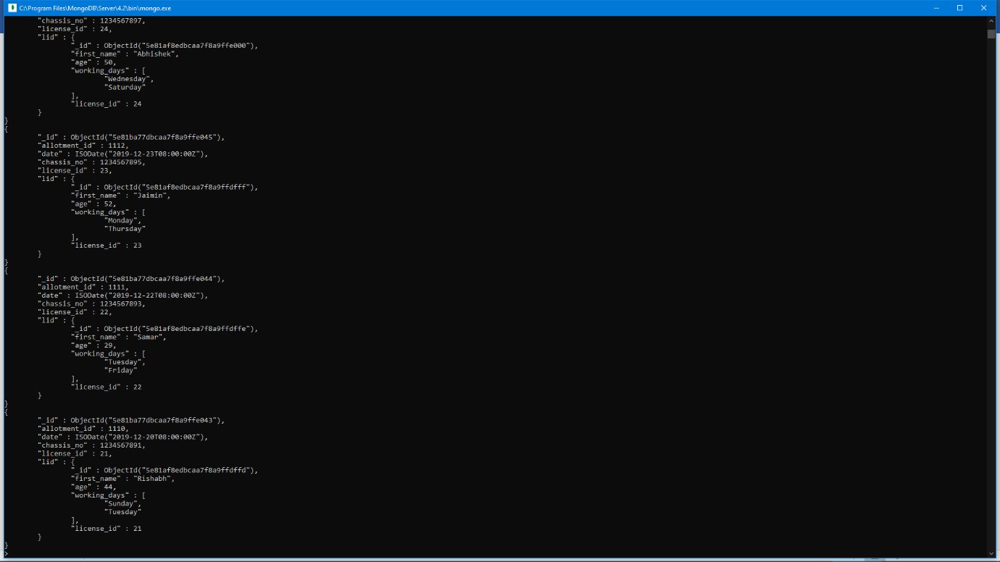 C:\Program Files\MongoDB\Server\4.2\bin\mongo.exe
"chassis_no" : 1234567897,
"license_id" : 24,
"lid" : {
"_id" : ObjectId("5e81af8edbcaa7f8a9ffe000"),
"first_name" : "Abhishek",
"age" : 50,
"working_days" : [
"Wednesday",
"Saturday"
],
"license_id" : 24
}
}
{
"_id" : ObjectId("5e81ba77dbcaa7f8a9ffe045"),
"allotment_id" : 1112,
"date" : ISODate("2019-12-23T08:00:00Z"),
"chassis_no" : 1234567895,
"license_id" : 23,
"lid" : {
"_id" : ObjectId("5e81af8edbcaa7f8a9ffdfff"),
"first_name" : "Jaimin",
"age" : 52,
"working_days" : [
"Monday",
"Thursday"
],
"license_id" : 23
}
}
{
"_id" : ObjectId("5e81ba77dbcaa7f8a9ffe044"),
"allotment_id" : 1111,
"date" : ISODate("2019-12-22T08:00:00Z"),
"chassis_no" : 1234567893,
"license_id" : 22,
"lid" : {
"_id" : ObjectId("5e81af8edbcaa7f8a9ffdffe"),
"first_name" : "Samar",
"age" : 29,
"working_days" : [
"Tuesday",
"Friday"
],
"license_id" : 22
}
}
{
"_id" : ObjectId("5e81ba77dbcaa7f8a9ffe043"),
"allotment_id" : 1110,
"date" : ISODate("2019-12-20T08:00:00Z"),
"chassis_no" : 1234567891,
"license_id" : 21,
"lid" : {
"_id" : ObjectId("5e81af8edbcaa7f8a9ffdffd"),
"first_name" : "Rishabh",
"age" : 44,
"working_days" : [
"Sunday",
"Tuesday"
],
"license_id" : 21
}
}
>